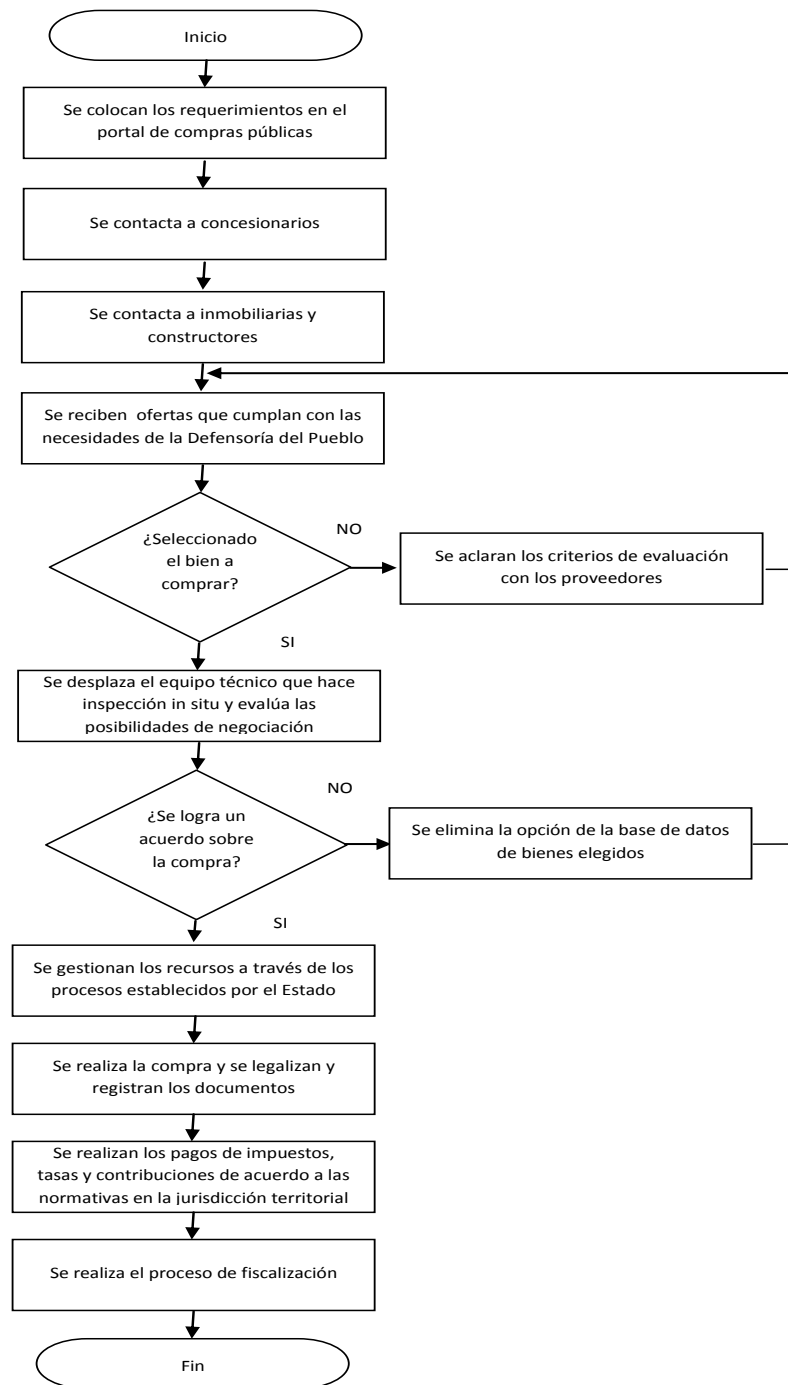 Inicio
Se colocan los requerimientos en el
portal de compras públicas
Se contacta a concesionarios
Se contacta a inmobiliarias y
constructores
Se reciben ofertas que cumplan con las
necesidades de la Defensoría del Pueblo
¿Seleccionado
el bien a
comprar?
NO
Se aclaran los criterios de evaluación
con los proveedores
SI
Se desplaza el equipo técnico que hace
inspección in situ y evalúa las
posibilidades de negociación
¿Se logra un
acuerdo sobre
la compra?
NO
Se elimina la opción de la base de datos
de bienes elegidos
SI
Se gestionan los recursos a través de los
procesos establecidos por el Estado
Se realiza la compra y se legalizan y
registran los documentos
Se realizan los pagos de impuestos,
tasas y contribuciones de acuerdo a las
normativas en la jurisdicción territorial
Se realiza el proceso de fiscalización
Fin